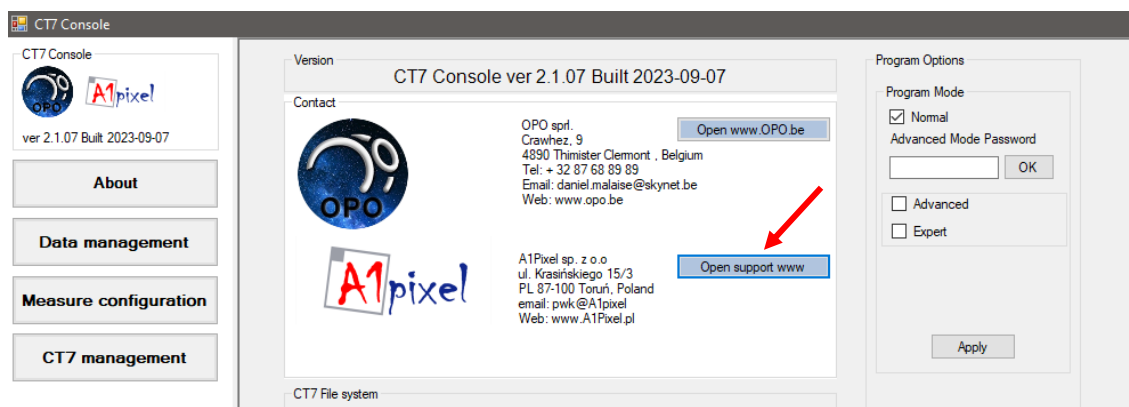 CT7 Console
CT7 Console
OPO
A1pixel
ver 2.1.07 Built 2023-09-07
About
Data management
Measure configuration
CT7 management
Version
CT7 Console ver 2.1.07 Built 2023-09-07
Contact
OPO
OPO sprl.
Crawhez, 9
4890 Thimister Clermont , Belgium
Tel: + 32 87 68 89 89
Email: daniel.malaise@skynet.be
Web: www.opo.be
Open www.OPO.be
A1pixel
A1Pixel sp. z o.o
ul. Krasińskiego 15/3
PL 87-100 Toruń, Poland
email: pwk@A1pixel
Web: www.A1Pixel.pl
Open support www
CT7 File system
Program Options
Program Mode
Normal
Advanced Mode Password
OK
Advanced
Expert
Apply